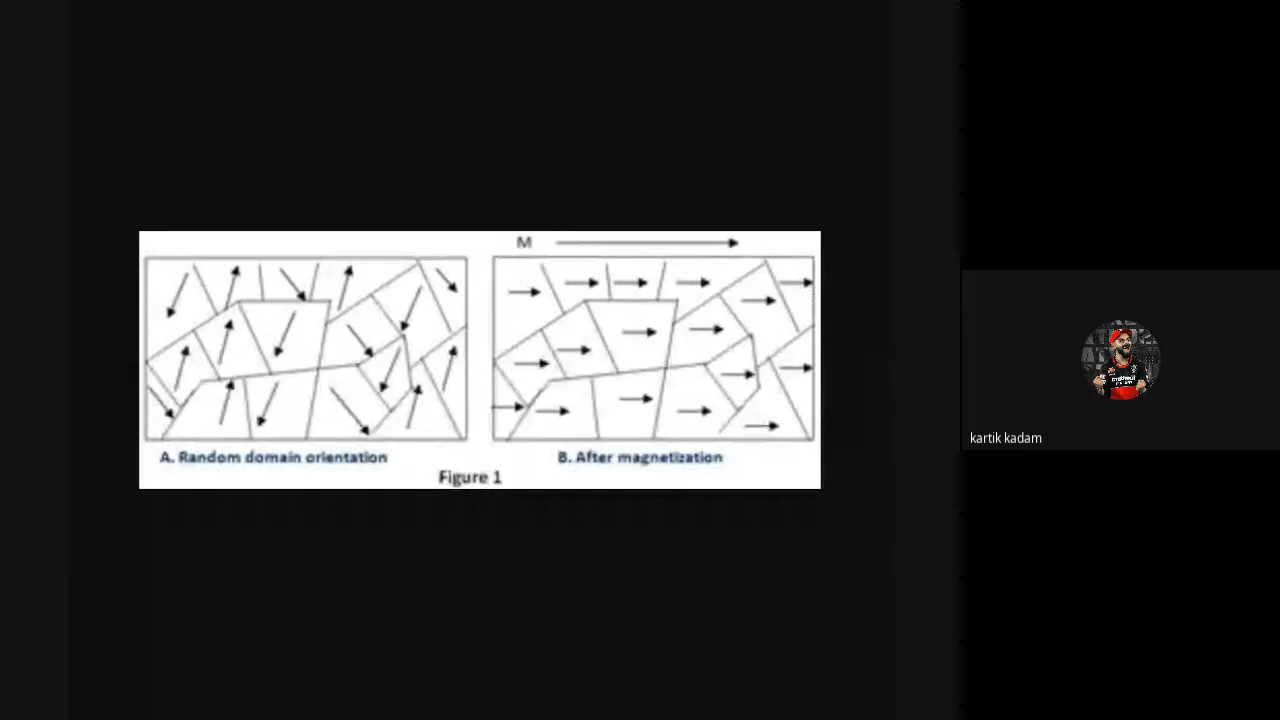 M
A. Random domain orientation
B. After magnetization
Figure 1
kartik kadam